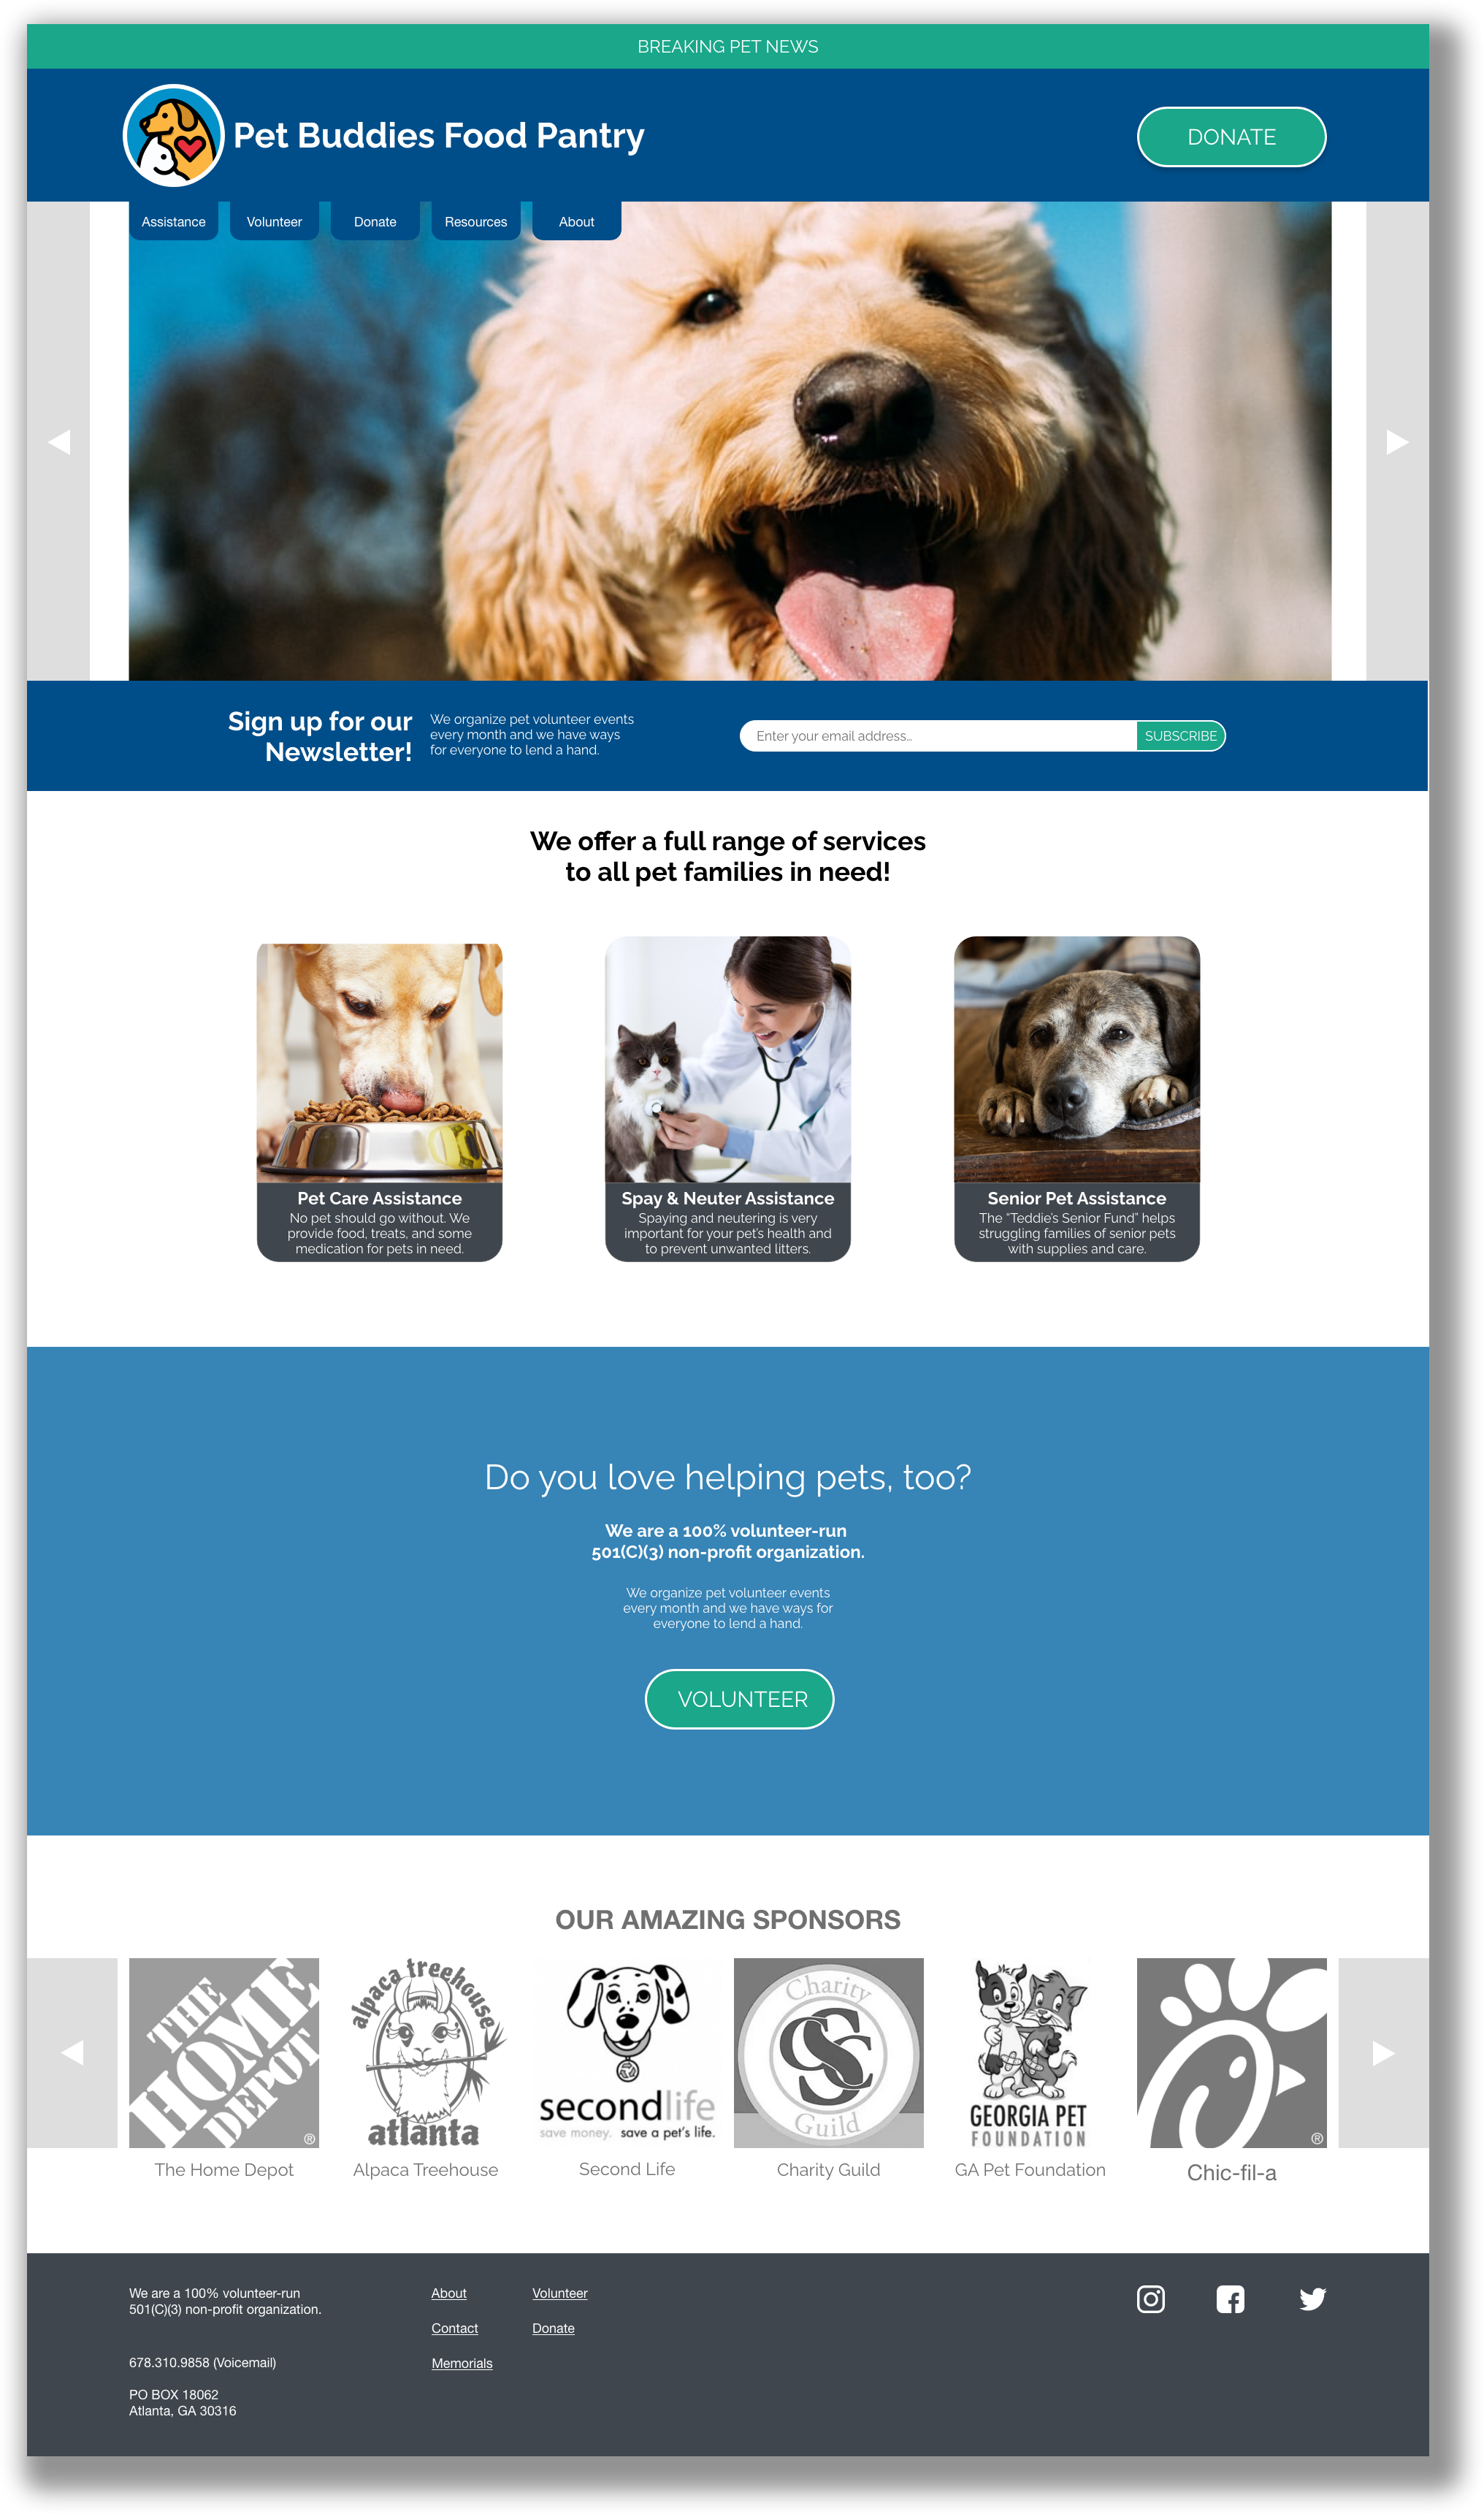 BREAKING PET NEWS
Pet Buddies Food Pantry
DONATE
Assistance
Volunteer
Donate
Resources
About
Sign up for our
Newsletter!
We organize pet volunteer events
every month and we have ways
for everyone to lend a hand.
Enter your email address...
SUBSCRIBE
We offer a full range of services
to all pet families in need!
Pet Care Assistance
No pet should go without. We
provide food, treats, and some
medication for pets in need.
Spay & Neuter Assistance
Spaying and neutering is very
important for your pet's health and
to prevent unwanted litters.
Senior Pet Assistance
The “Teddie's Senior Fund” helps
struggling families of senior pets
with supplies and care.
Do you love helping pets, too?
We are a 100% volunteer-run
501(C)(3) non-profit organization.
We organize pet volunteer events
every month and we have ways for
everyone to lend a hand.
VOLUNTEER
OUR AMAZING SPONSORS
THE
HOME
DEPOT
®
alpaca treehouse
atlanta
secondlife
save money. save a pet's life.
Charity
CSG
Guild
GEORGIA PET
FOUNDATION
®
The Home Depot
Alpaca Treehouse
Second Life
Charity Guild
GA Pet Foundation
Chic-fil-a
We are a 100% volunteer-run
501(C)(3) non-profit organization.
678.310.9858 (Voicemail)
PO BOX 18062
Atlanta, GA 30316
About
Contact
Memorials
Volunteer
Donate